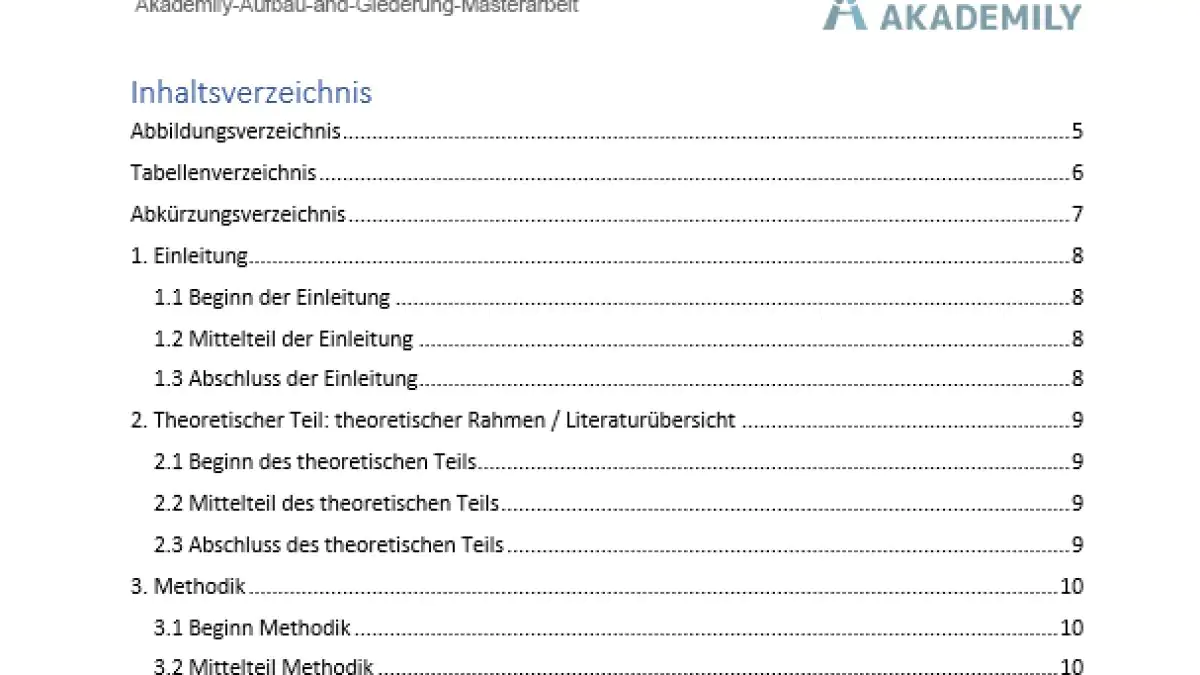 Akademily-Aufbau-and-Glederung-Masterarbeit
AKADEMILY
Inhaltsverzeichnis
Abbildungsverzeichnis 5
Tabellenverzeichnis 6
Abkürzungsverzeichnis 7
1. Einleitung 8
1.1 Beginn der Einleitung 8
1.2 Mittelteil der Einleitung 8
1.3 Abschluss der Einleitung 8
2. Theoretischer Teil: theoretischer Rahmen / Literaturübersicht 9
2.1 Beginn des theoretischen Teils 9
2.2 Mittelteil des theoretischen Teils 9
2.3 Abschluss des theoretischen Teils 9
3. Methodik 10
3.1 Beginn Methodik 10
3.2 Mittelteil Methodik 10